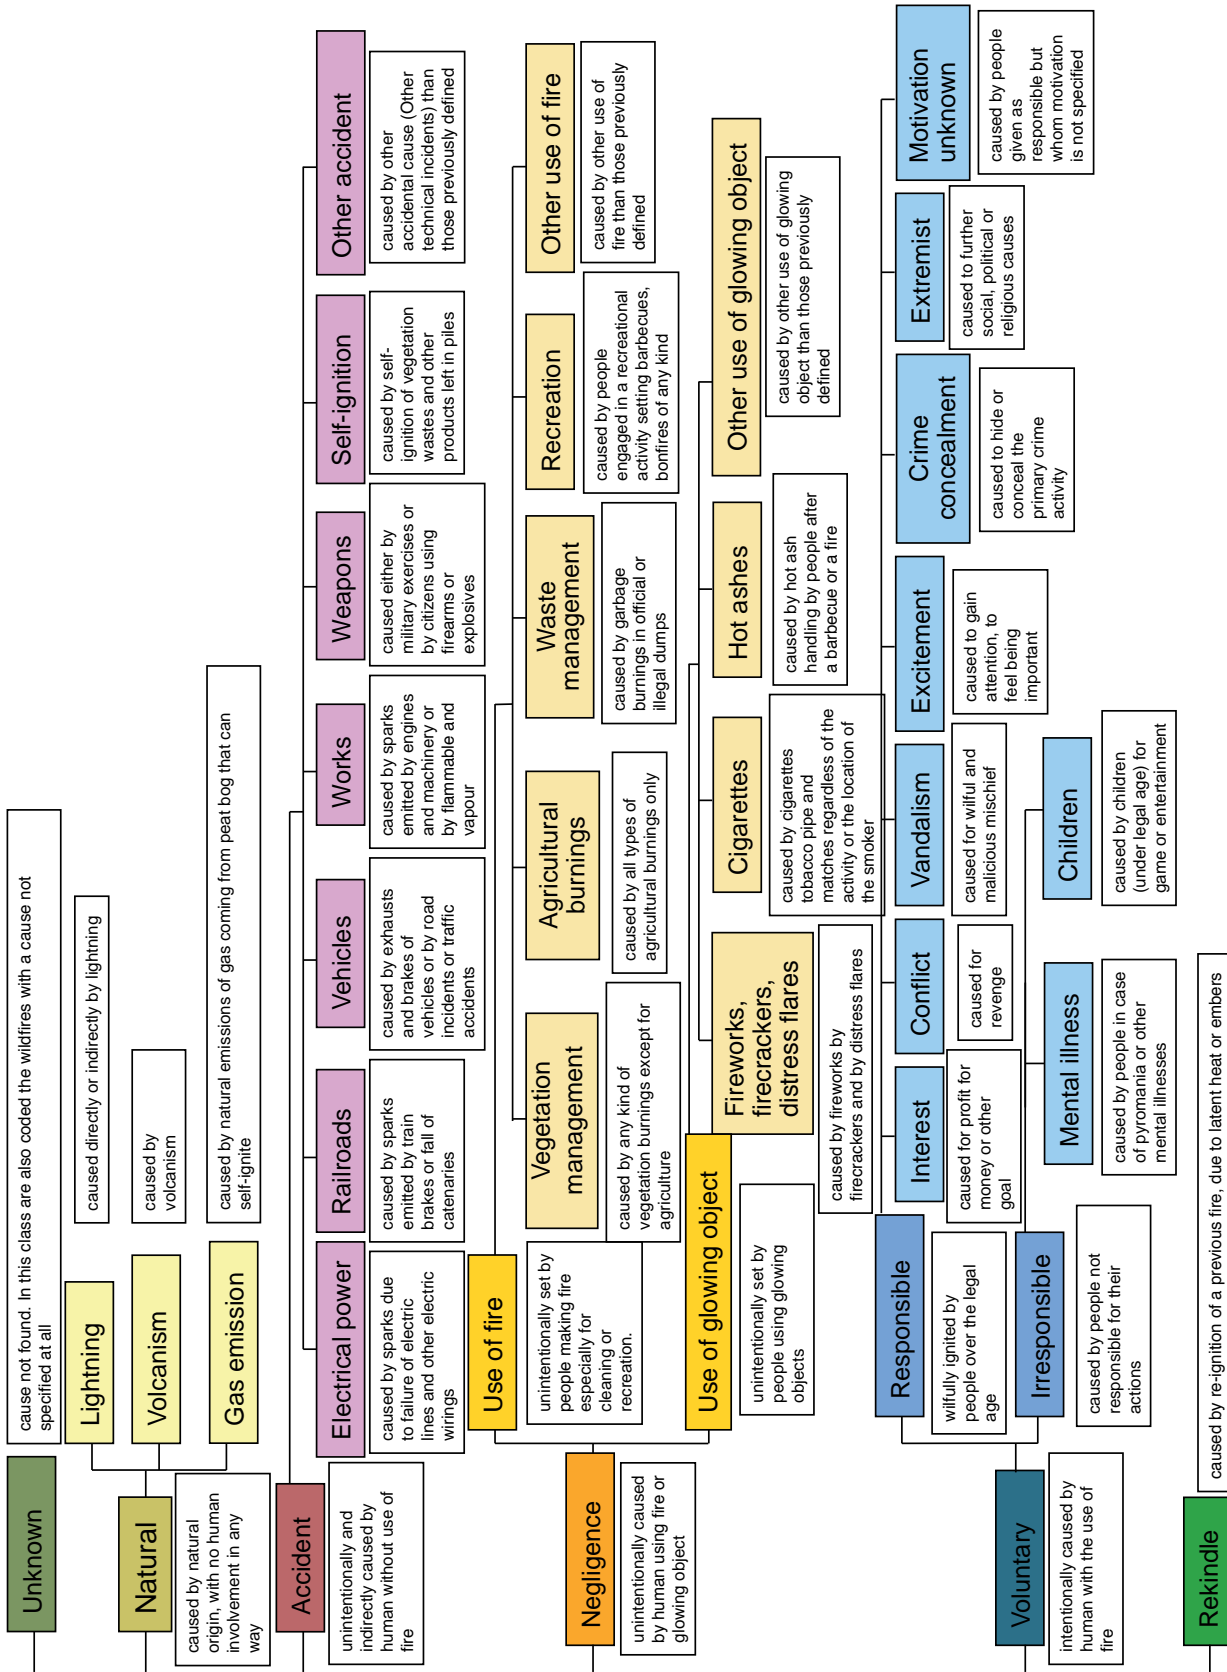 Unknown
cause not found. In this class are also coded the wildfires with a cause not
specified at all
Natural
caused by natural
origin, with no human
involvement in any
way
Lightning
caused directly or indirectly by lightning
Volcanism
caused by
volcanism
Gas emission
caused by natural emissions of gas coming from peat bog that can
self-ignite
Accident
unintentionally and
indirectly caused by
human without use of
fire
Electrical power
caused by sparks due
to failure of electric
lines and other electric
wirings
Railroads
caused by sparks
emitted by train
brakes or fall of
catenaries
Vehicles
caused by exhausts
and brakes of
vehicles or by road
incidents or traffic
accidents
Works
caused by sparks
emitted by engines
and machinery or
by flammable and
vapour
Weapons
caused either by
military exercises or
by citizens using
firearms or
explosives
Self-ignition
caused by self-
ignition of vegetation
wastes and other
products left in piles
Other accident
caused by other
accidental cause (Other
technical incidents) than
those previously defined
Negligence
unintentionally caused
by human using fire or
glowing object
Use of fire
unintentionally set by
people making fire
especially for
cleaning or
recreation.
Vegetation
management
caused by any kind of
vegetation burnings except for
agriculture
Agricultural
burnings
caused by all types of
agricultural burnings only
Waste
management
caused by garbage
burnings in official or
illegal dumps
Recreation
caused by people
engaged in a recreational
activity setting barbecues,
bonfires of any kind
Other use of fire
caused by other use of
fire than those previously
defined
Use of glowing object
unintentionally set by
people using glowing
objects
Fireworks,
firecrackers,
distress flares
caused by fireworks by
firecrackers and by distress flares
Cigarettes
caused by cigarettes
tobacco pipe and
matches regardless of the
activity or the location of
the smoker
Hot ashes
caused by hot ash
handling by people after
a barbecue or a fire
Other use of glowing object
caused by other use of glowing
object than those previously
defined
Voluntary
intentionally caused by
human with the use of
fire
Responsible
wilfully ignited by
people over the legal
age
Interest
caused for profit for
money or other
goal
Conflict
caused for
revenge
Vandalism
caused for wilful and
malicious mischief
Excitement
caused to gain
attention, to
feel being
important
Crime
concealment
caused to hide or
conceal the
primary crime
activity
Extremist
caused to further
social, political or
religious causes
Motivation
unknown
caused by people
given as
responsible but
whom motivation
is not specified
Irresponsible
caused by people not
responsible for their
actions
Mental illness
caused by people in case
of pyromania or other
mental illnesses
Children
caused by children
(under legal age) for
game or entertainment
Rekindle
caused by re-ignition of a previous fire, due to latent heat or embers